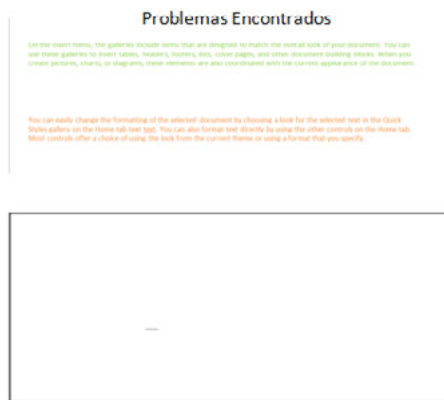 Problemas Encontrados
On the Insert menu, the galleries include items that are designed to match the overall look of your document. You can
use these galleries to insert tables, headers, footers, lists, cover pages, and other document building blocks. When you
create pictures, charts, or diagrams, these elements are also coordinated with the current appearance of the document.
You can easily change the formatting of the selected document by choosing a look for the selected text in the Quick
Styles gallery on the Home tab text text. You can also format text directly by using the other controls on the Home tab.
Most controls offer a choice of using the look from the current theme or using a format that you specify.